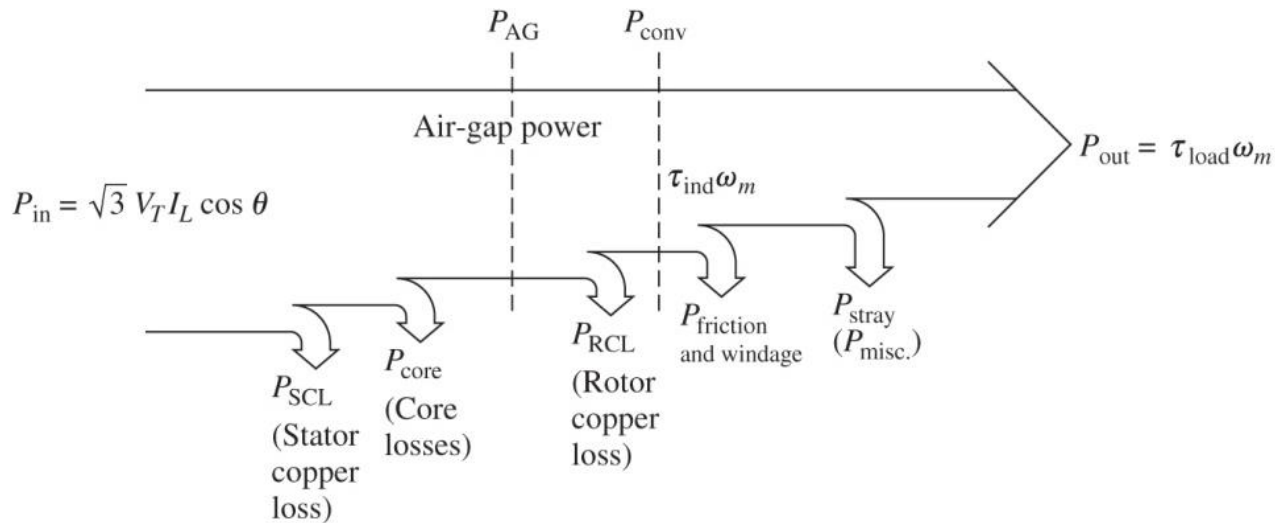 P_AG
P_conv
Air-gap power
P_out = τ_load ω_m
τ_ind ω_m
P_in = √3 V_T I_L cos θ
P_SCL
(Stator
copper
loss)
P_core
(Core
losses)
P_RCL
(Rotor
copper
loss)
P_friction
and windage
P_stray
(P_misc.)